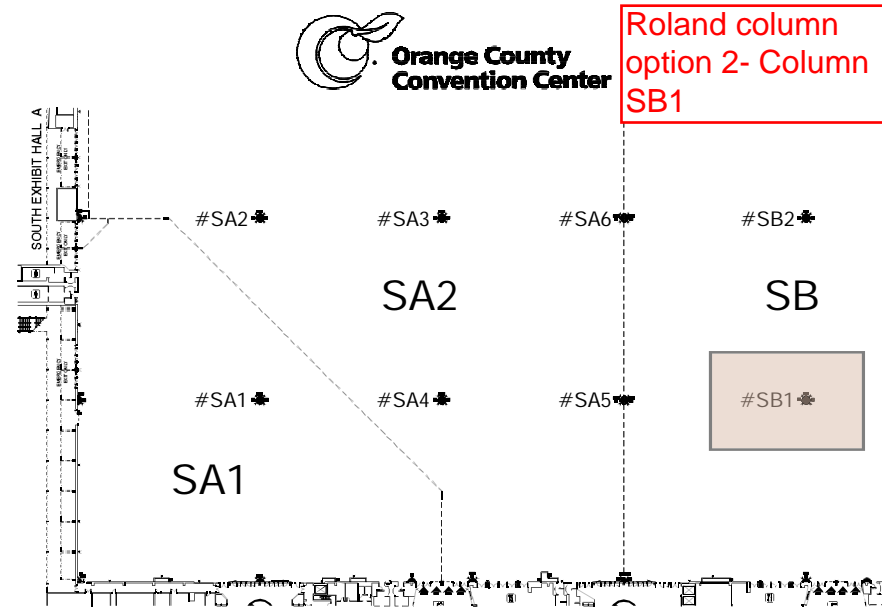 Orange County
Convention Center
Roland column
option 2- Column
SB1
SOUTH EXHIBIT HALL A
#SA2
#SA3
#SA6
#SB2
SA2
SB
#SA1
#SA4
#SA5
#SB1
SA1